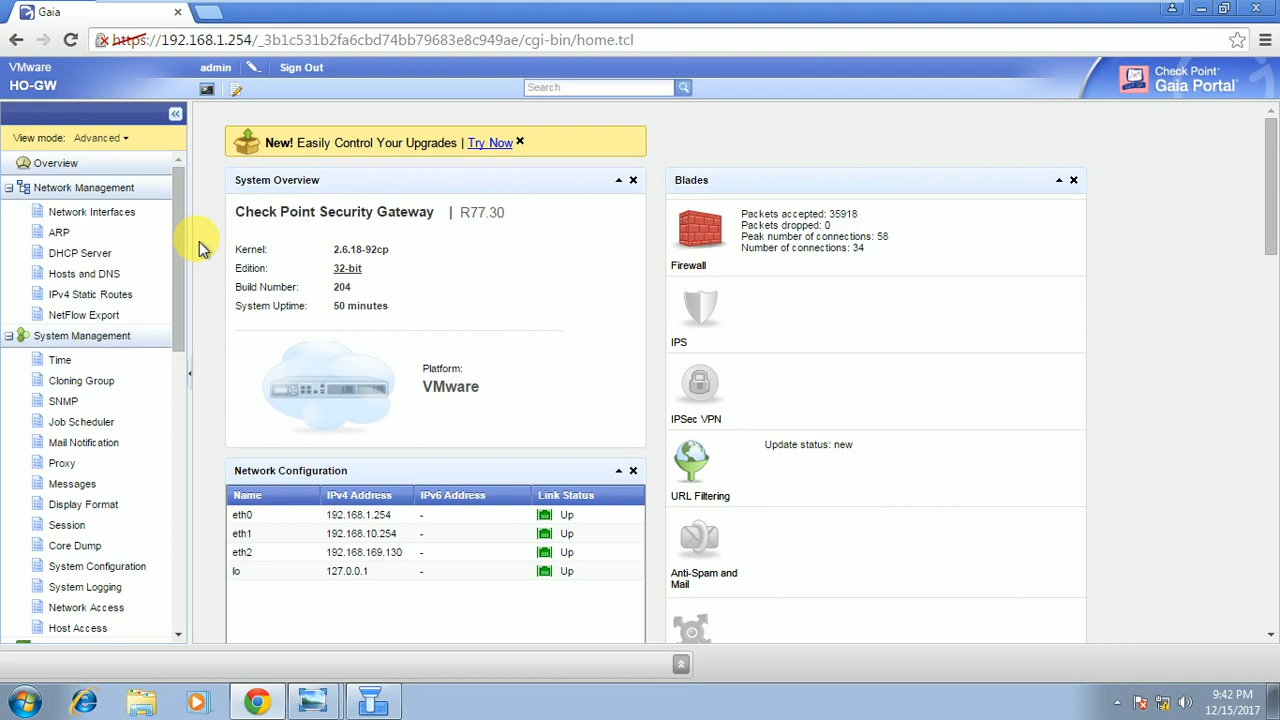 Gaia
https://192.168.1.254/_3b1c531b2fa6cbd74bb79683e8c949ae/cgi-bin/home.tcl
VMware
HO-GW
admin
Sign Out
Search
Check Point®
Gaia Portal™
View mode: Advanced
Overview
Network Management
Network Interfaces
ARP
DHCP Server
Hosts and DNS
IPv4 Static Routes
NetFlow Export
System Management
Time
Cloning Group
SNMP
Job Scheduler
Mail Notification
Proxy
Messages
Display Format
Session
Core Dump
System Configuration
System Logging
Network Access
Host Access
New! Easily Control Your Upgrades | Try Now
System Overview
Check Point Security Gateway | R77.30
Kernel: 2.6.18-92cp
Edition: 32-bit
Build Number: 204
System Uptime: 50 minutes
Platform:
VMware
Network Configuration
Name IPv4 Address IPv6 Address Link Status
eth0 192.168.1.254 - Up
eth1 192.168.10.254 - Up
eth2 192.168.169.130 - Up
lo 127.0.0.1 - Up
Blades
Packets accepted: 35918
Packets dropped: 0
Peak number of connections: 58
Number of connections: 34
Firewall
IPS
IPSec VPN
Update status: new
URL Filtering
Anti-Spam and
Mail
9:42 PM
12/15/2017